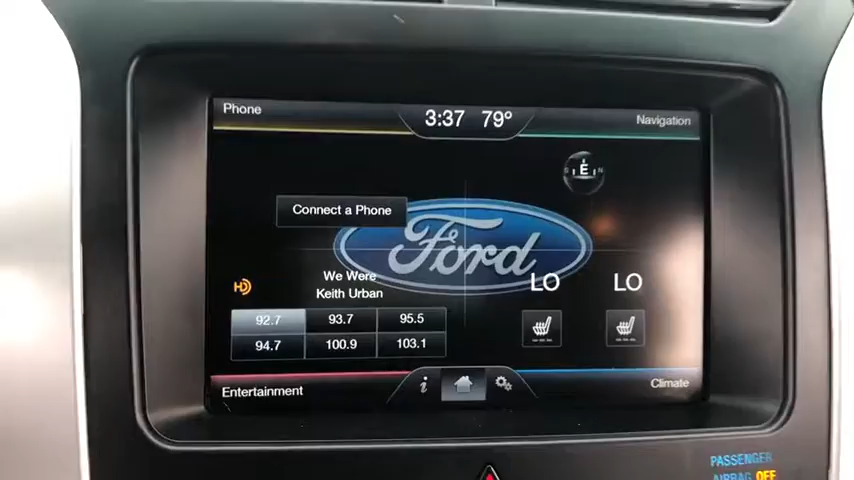 Phone
3:37 79°
Navigation
E
Connect a Phone
Ford
HD
We Were
Keith Urban
LO LO
92.7 93.7 95.5
94.7 100.9 103.1
Entertainment
i
Climate
PASSENGER
AIRBAG OFF